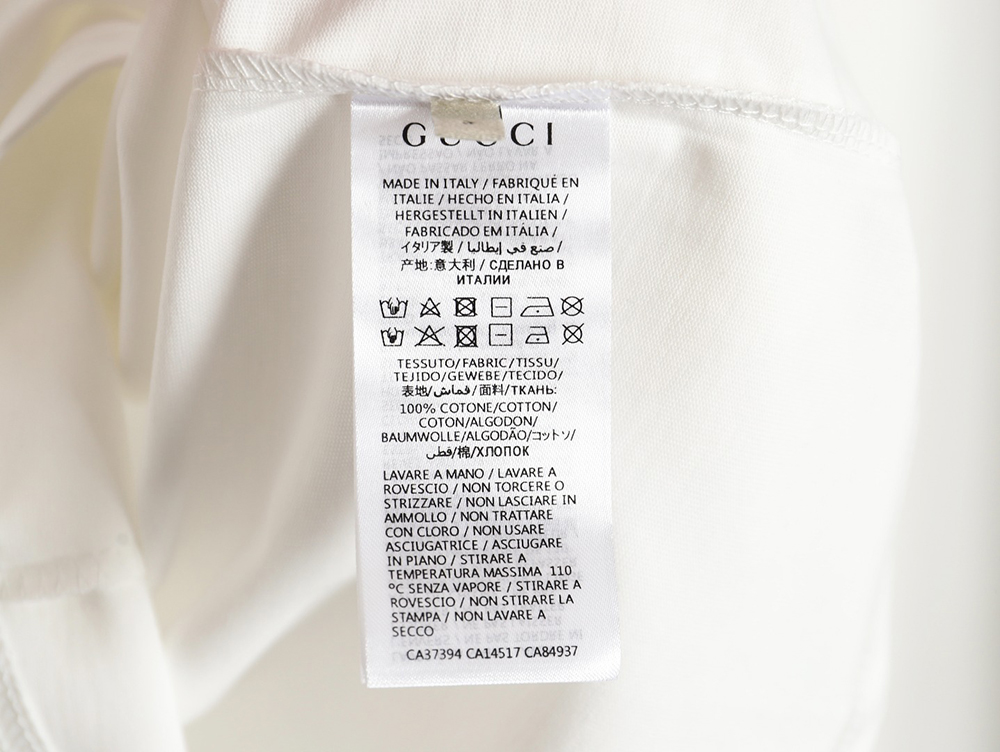 GUCCI
MADE IN ITALY / FABRIQUÉ EN
ITALIE / HECHO EN ITALIA /
HERGESTELLT IN ITALIEN /
FABRICADO EM ITÁLIA /
イタリア製 / صنع في إيطاليا /
产地:意大利 / СДЕЛАНО В
ИТАЛИИ
TESSUTO/FABRIC/TISSU/
TEJIDO/GEWEBE/TECIDO/
表地/قماش/面料/ТКАНЬ:
100% COTONE/COTTON/
COTON/ALGODON/
BAUMWOLLE/ALGODÃO/コットン/
قطن/棉/ХЛОПОК
LAVARE A MANO / LAVARE A
ROVESCIO / NON TORCERE O
STRIZZARE / NON LASCIARE IN
AMMOLLO / NON TRATTARE
CON CLORO / NON USARE
ASCIUGATRICE / ASCIUGARE
IN PIANO / STIRARE A
TEMPERATURA MASSIMA 110
ºC SENZA VAPORE / STIRARE A
ROVESCIO / NON STIRARE LA
STAMPA / NON LAVARE A
SECCO
CA37394 CA14517 CA84937